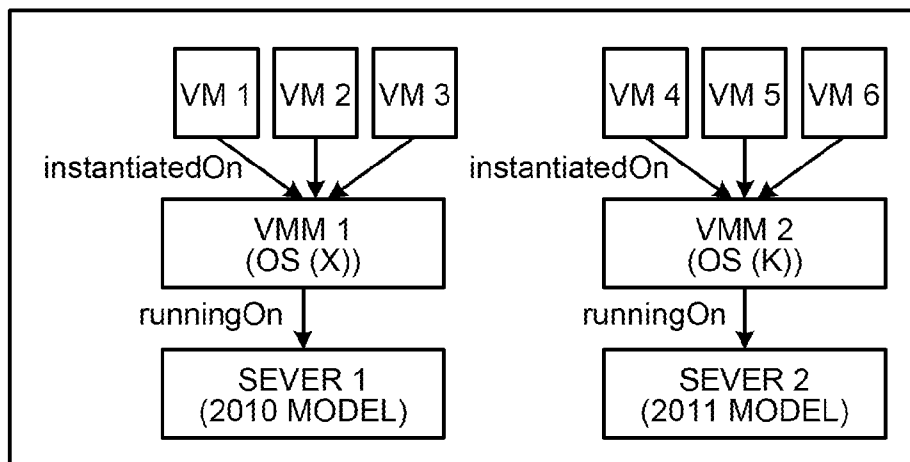 VM 1 VM 2 VM 3 VM 4 VM 5 VM 6
instantiatedOn instantiatedOn
VMM 1 VMM 2
(OS (X)) (OS (K))
runningOn runningOn
SEVER 1 SEVER 2
(2010 MODEL) (2011 MODEL)